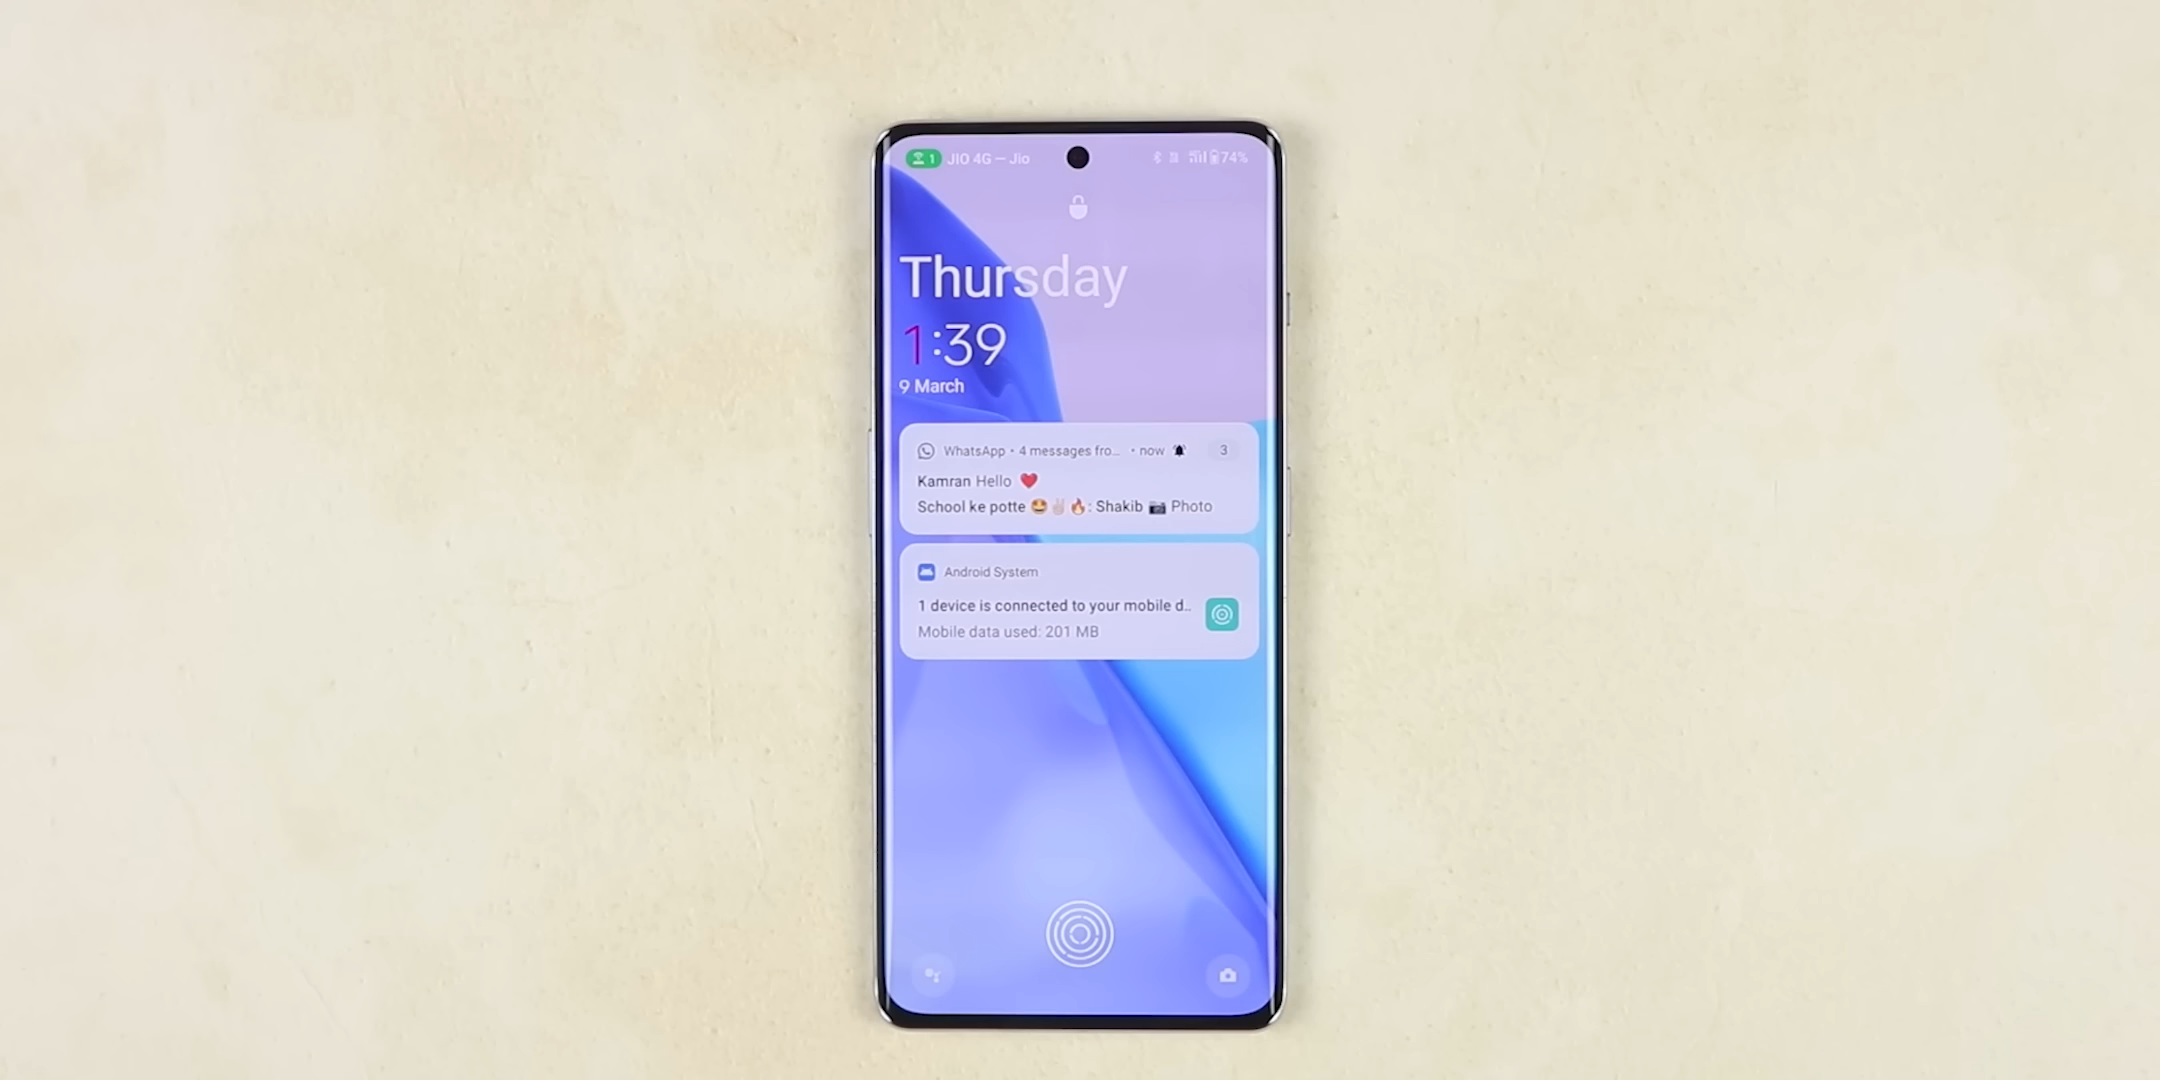 1 JIO 4G — Jio 74%
Thursday
1:39
9 March
WhatsApp • 4 messages fro… • now 3
Kamran Hello ❤️
School ke potte 🤩✌🏻🔥: Shakib 📷 Photo
Android System
1 device is connected to your mobile d..
Mobile data used: 201 MB